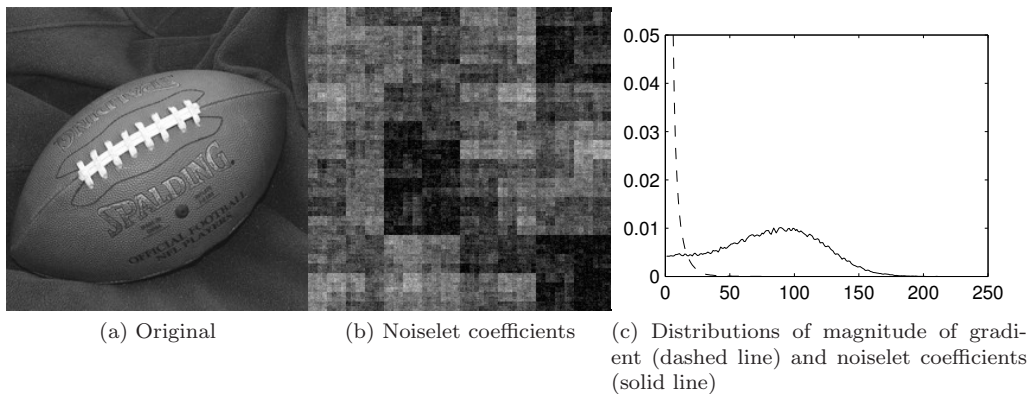 SPALDING
OFFICIAL FOOTBALL
NFL PLAYERS
0.05
0.04
0.03
0.02
0.01
0
0 50 100 150 200 250
(a) Original
(b) Noiselet coefficients
(c) Distributions of magnitude of gradi-
ent (dashed line) and noiselet coefficients
(solid line)